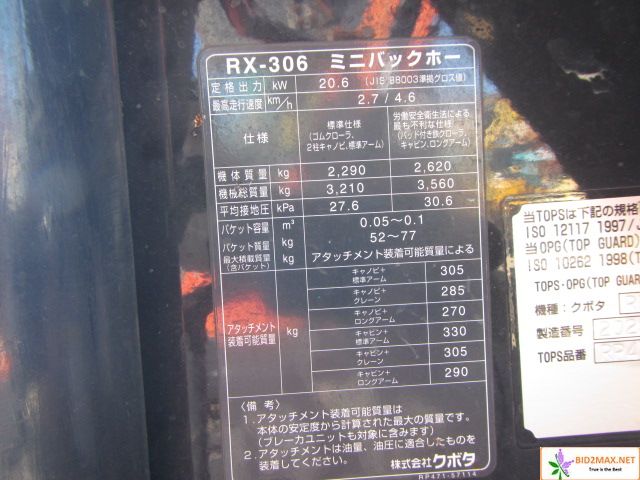 RX-306 ミニバックホー
定格出力 kW 20.6 (JIS B8003準拠グロス値)
最高走行速度 km/h 2.7 / 4.6
仕様
標準仕様
(ゴムクローラ、
2柱キャノピ、標準アーム)
労働安全衛生法による
最も不利な仕様
(パッド付き鉄クローラ、
キャビン、ロングアーム)
機体質量 kg 2,290 2,620
機械総質量 kg 3,210 3,560
平均接地圧 kPa 27.6 30.6
バケット容量 m³ 0.05〜0.1
バケット質量 kg 52〜77
最大積載質量
(含バケット) kg アタッチメント装着可能質量による
アタッチメント
装着可能質量 kg
キャノピ+
標準アーム 305
キャノピ+
クレーン 285
キャノピ+
ロングアーム 270
キャビン+
標準アーム 330
キャビン+
クレーン 305
キャビン+
ロングアーム 290
〈備考〉
1.アタッチメント装着可能質量は
本体の安定度から計算された最大の質量です。
(ブレーカユニットも対象に含みます)
2.アタッチメントは油量、油圧に適合したものを
装着してください。
株式会社クボタ
RP471-57114
当TOPSは下記の規格
ISO 12117 1997/J
当OPG(TOP GUARD)
ISO 10262 1998(T
TOPS・OPG(TOP GUAR
機種:クボタ
製造番号
TOPS品番
BID2MAX.NET
True is the Best